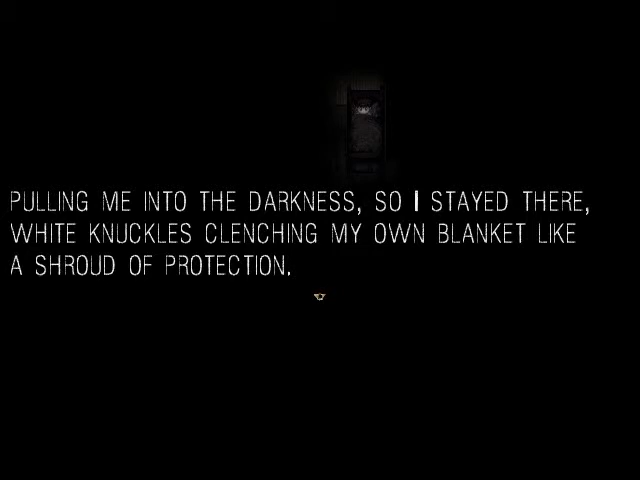 PULLING ME INTO THE DARKNESS, SO I STAYED THERE,
WHITE KNUCKLES CLENCHING MY OWN BLANKET LIKE
A SHROUD OF PROTECTION.